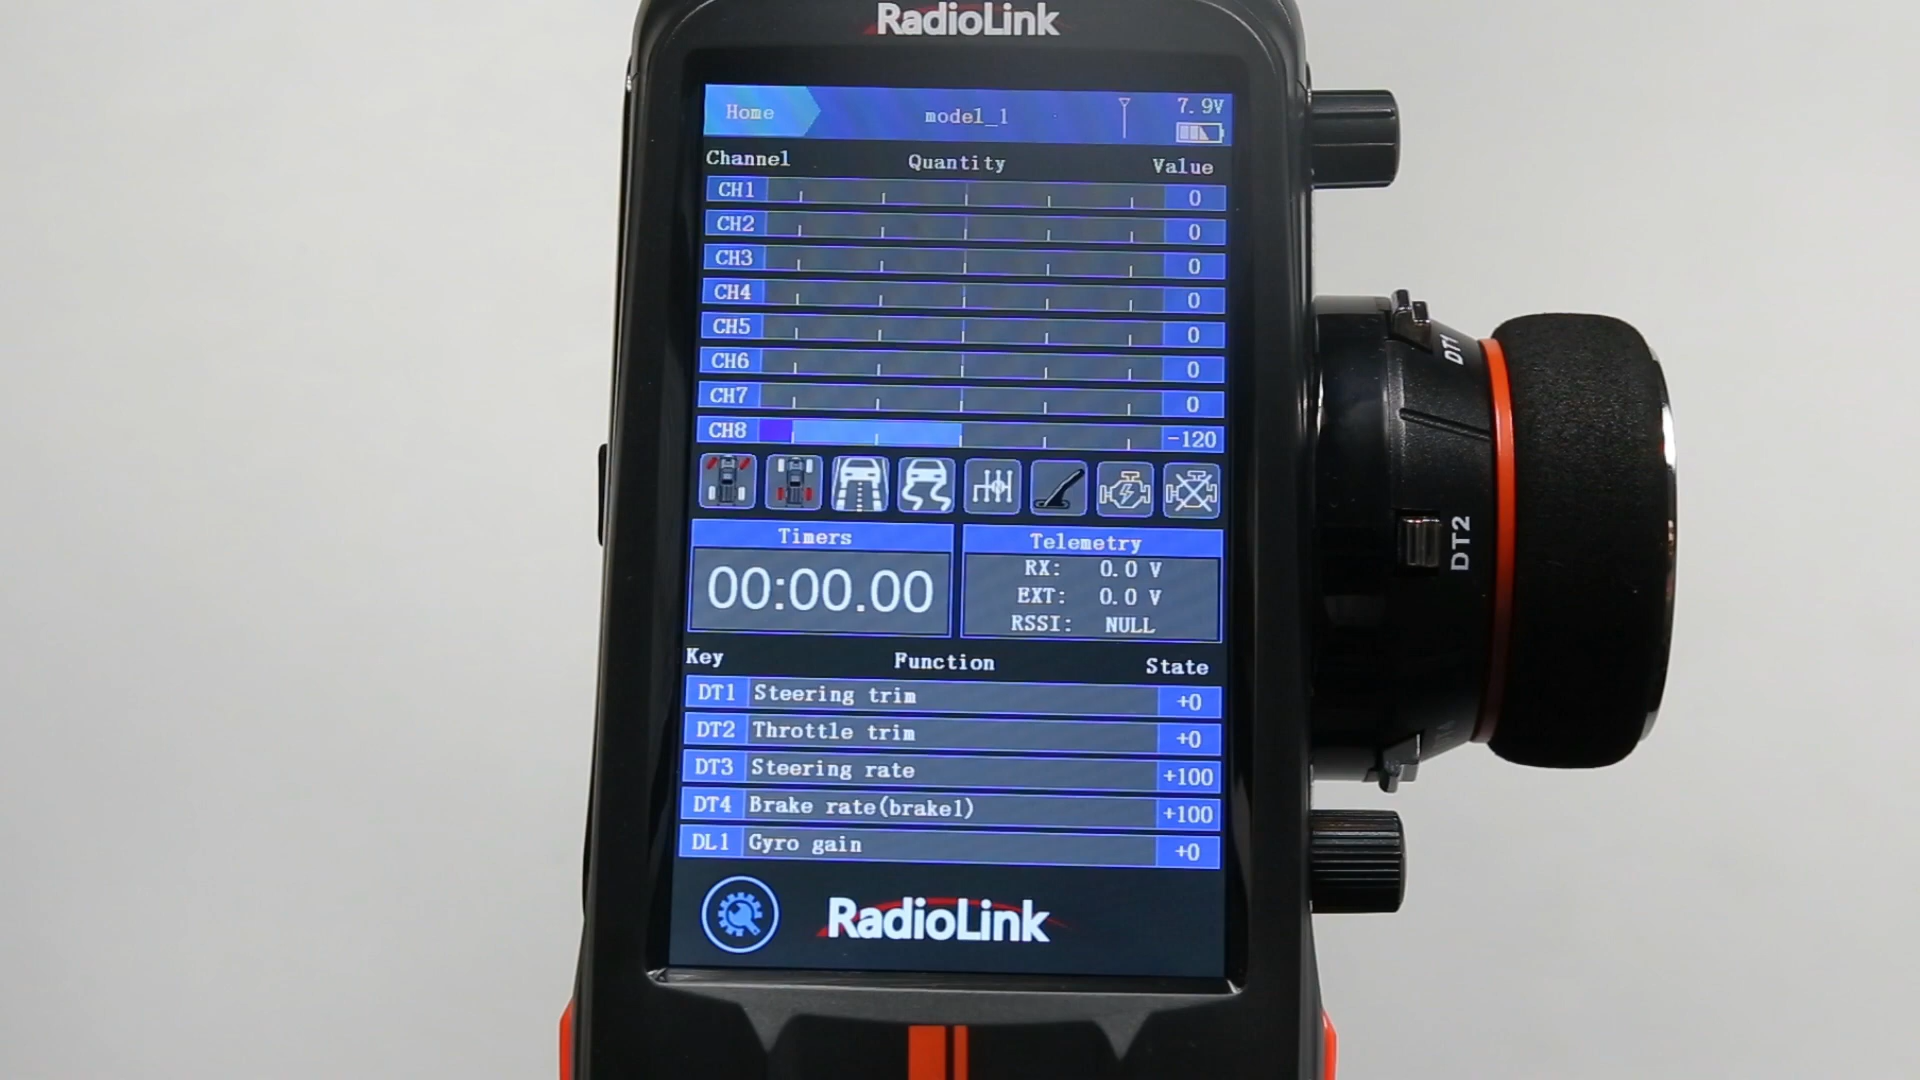 RadioLink
Home model_1 7.9V
Channel Quantity Value
CH1 0
CH2 0
CH3 0
CH4 0
CH5 0
CH6 0
CH7 0
CH8 -120
Timers
00:00.00
Telemetry
RX: 0.0 V
EXT: 0.0 V
RSSI: NULL
Key Function State
DT1 Steering trim +0
DT2 Throttle trim +0
DT3 Steering rate +100
DT4 Brake rate(brake1) +100
DL1 Gyro gain +0
RadioLink
DT1
DT2